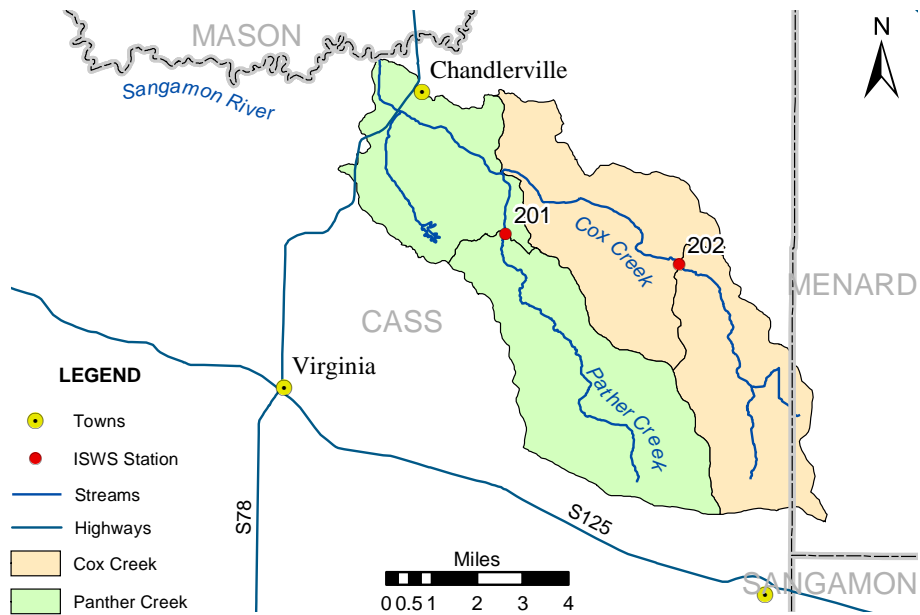 MASON
N
Chandlerville
Sangamon River
201
Cox Creek
202
MENARD
CASS
Virginia
Pather Creek
LEGEND
Towns
ISWS Station
Streams
Highways
Cox Creek
Panther Creek
S78
S125
Miles
0 0.5 1 2 3 4
SANGAMON